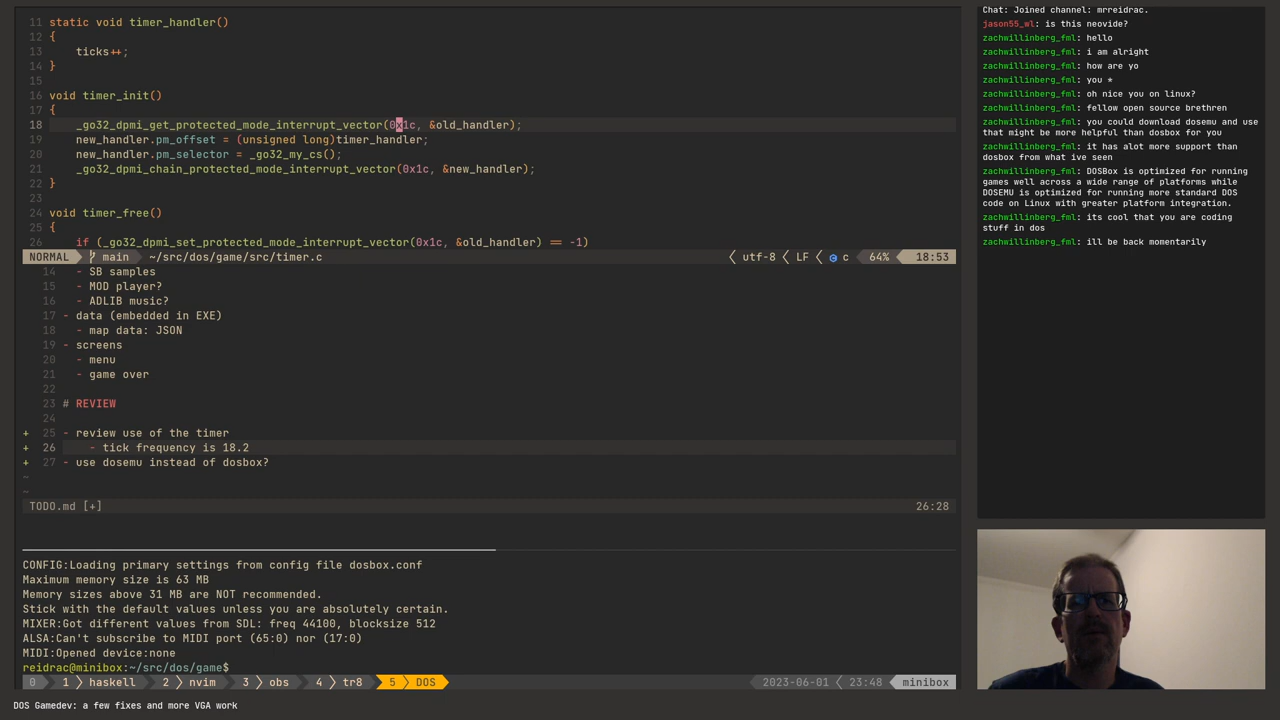 11 static void timer_handler()
12 {
13     ticks++;
14 }
15
16 void timer_init()
17 {
18     _go32_dpmi_get_protected_mode_interrupt_vector(0x1c, &old_handler);
19     new_handler.pm_offset = (unsigned long)timer_handler;
20     new_handler.pm_selector = _go32_my_cs();
21     _go32_dpmi_chain_protected_mode_interrupt_vector(0x1c, &new_handler);
22 }
23
24 void timer_free()
25 {
26     if (_go32_dpmi_set_protected_mode_interrupt_vector(0x1c, &old_handler) == -1)
NORMAL main ~/src/dos/game/src/timer.c utf-8 LF c 64% 18:53
14   - SB samples
15   - MOD player?
16   - ADLIB music?
17 - data (embedded in EXE)
18   - map data: JSON
19 - screens
20   - menu
21   - game over
22
23 # REVIEW
24
+ 25 - review use of the timer
+ 26     - tick frequency is 18.2
+ 27 - use dosemu instead of dosbox?
~
~
TODO.md [+] 26:28
CONFIG:Loading primary settings from config file dosbox.conf
Maximum memory size is 63 MB
Memory sizes above 31 MB are NOT recommended.
Stick with the default values unless you are absolutely certain.
MIXER:Got different values from SDL: freq 44100, blocksize 512
ALSA:Can't subscribe to MIDI port (65:0) nor (17:0)
MIDI:Opened device:none
reidrac@minibox:~/src/dos/game$
0 1 haskell 2 nvim 3 obs 4 tr8 5 DOS 2023-06-01 23:48 minibox
DOS Gamedev: a few fixes and more VGA work
Chat: Joined channel: mrreidrac.
jason55_wl: is this neovide?
zachwillinberg_fml: hello
zachwillinberg_fml: i am alright
zachwillinberg_fml: how are yo
zachwillinberg_fml: you *
zachwillinberg_fml: oh nice you on linux?
zachwillinberg_fml: fellow open source brethren
zachwillinberg_fml: you could download dosemu and use
that might be more helpful than dosbox for you
zachwillinberg_fml: it has alot more support than
dosbox from what ive seen
zachwillinberg_fml: DOSBox is optimized for running
games well across a wide range of platforms while
DOSEMU is optimized for running more standard DOS
code on Linux with greater platform integration.
zachwillinberg_fml: its cool that you are coding
stuff in dos
zachwillinberg_fml: ill be back momentarily